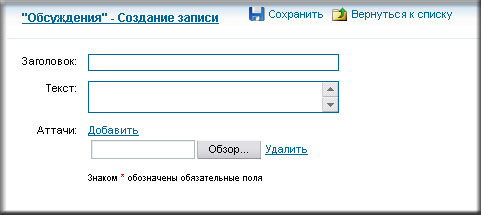 "Обсуждения" - Создание записи Сохранить Вернуться к списку
Заголовок:
Текст:
Аттачи: Добавить
Обзор... Удалить
Знаком * обозначены обязательные поля